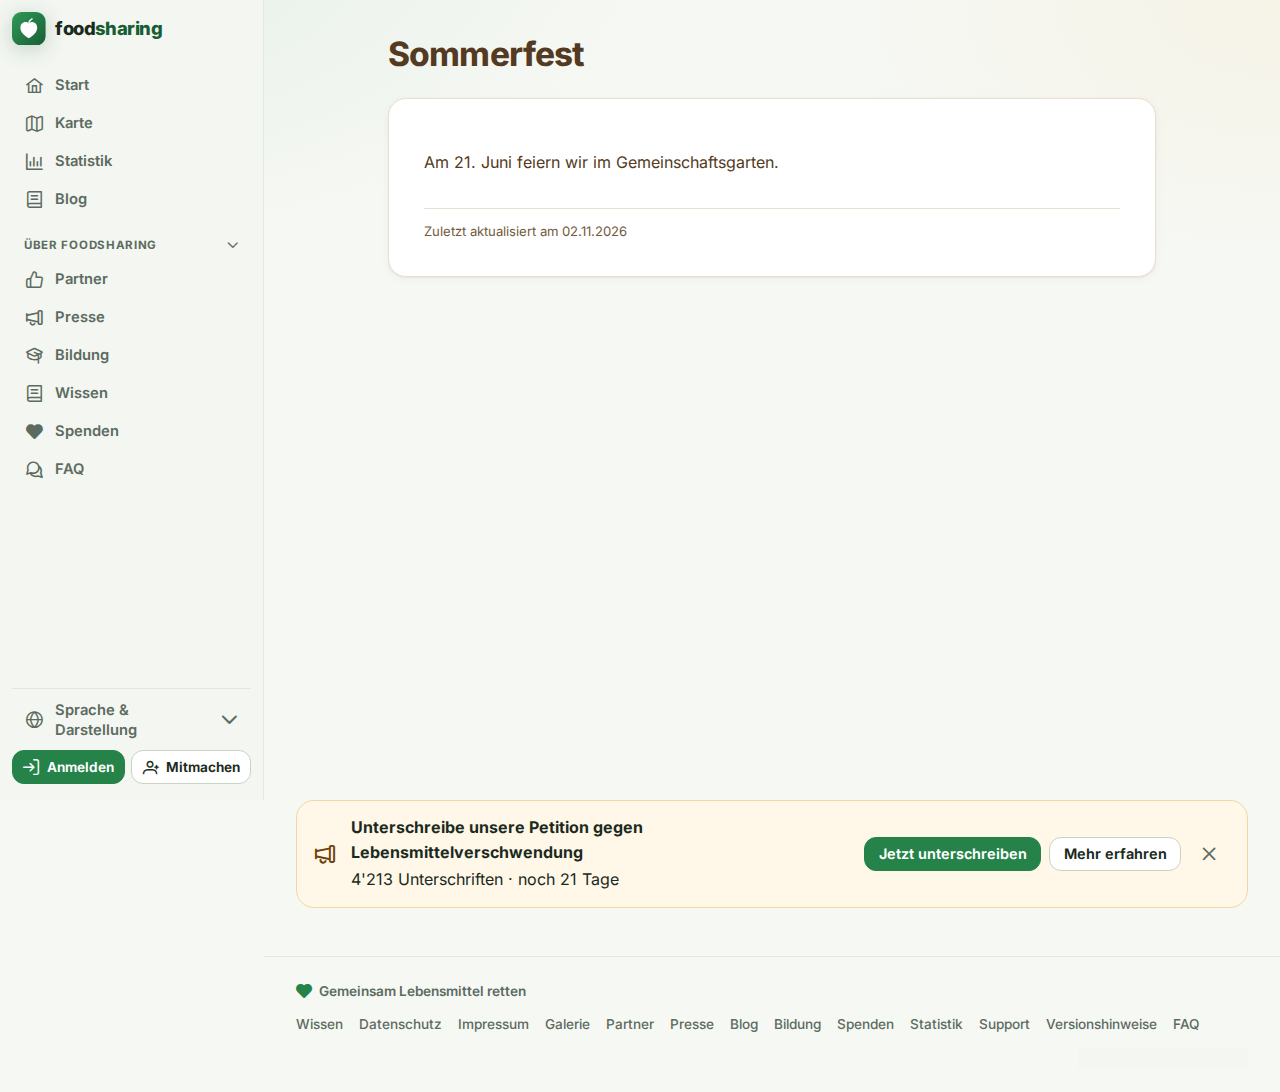 foodsharing
Start
Karte
Statistik
Blog
ÜBER FOODSHARING
Partner
Presse
Bildung
Wissen
Spenden
FAQ
Sprache &
Darstellung
Anmelden
Mitmachen
Sommerfest
Am 21. Juni feiern wir im Gemeinschaftsgarten.
Zuletzt aktualisiert am 02.11.2026
Unterschreibe unsere Petition gegen
Lebensmittelverschwendung
4'213 Unterschriften · noch 21 Tage
Jetzt unterschreiben
Mehr erfahren
Gemeinsam Lebensmittel retten
Wissen Datenschutz Impressum Galerie Partner Presse Blog Bildung Spenden Statistik Support Versionshinweise FAQ